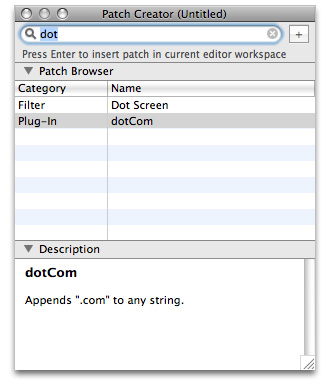 Patch Creator (Untitled)
dot
+
Press Enter to insert patch in current editor workspace
Patch Browser
Category Name
Filter Dot Screen
Plug-In dotCom
Description
dotCom
Appends ".com" to any string.